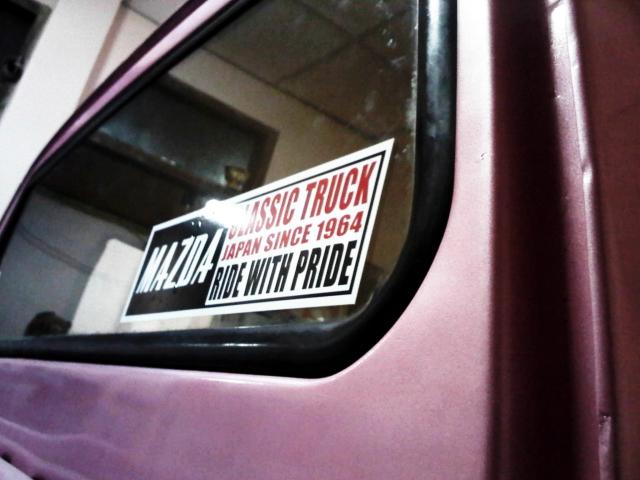 MAZDA
CLASSIC TRUCK
JAPAN SINCE 1964
RIDE WITH PRIDE